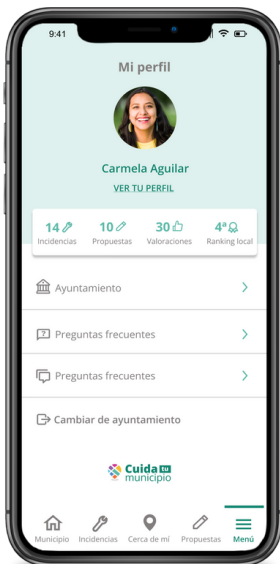 9:41
Mi perfil
Carmela Aguilar
VER TU PERFIL
14 10 30 4ª
Incidencias Propuestas Valoraciones Ranking local
Ayuntamiento
? Preguntas frecuentes
Preguntas frecuentes
Cambiar de ayuntamiento
Cuida tu
municipio
Municipio Incidencias Cerca de mí Propuestas Menú